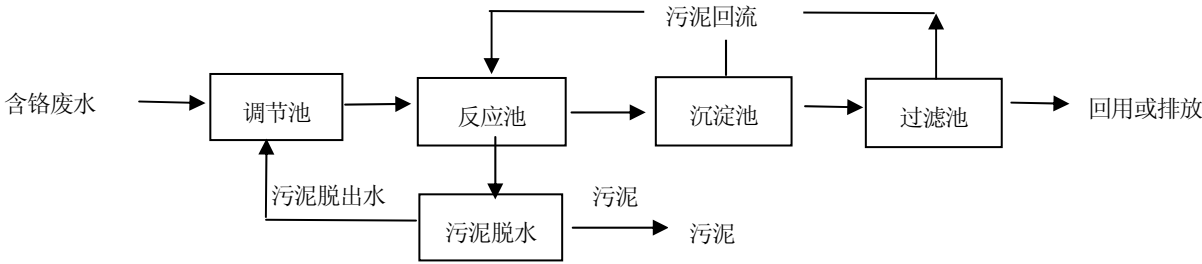 污泥回流
含铬废水
调节池
反应池
沉淀池
过滤池
回用或排放
污泥脱出水
污泥
污泥脱水
污泥